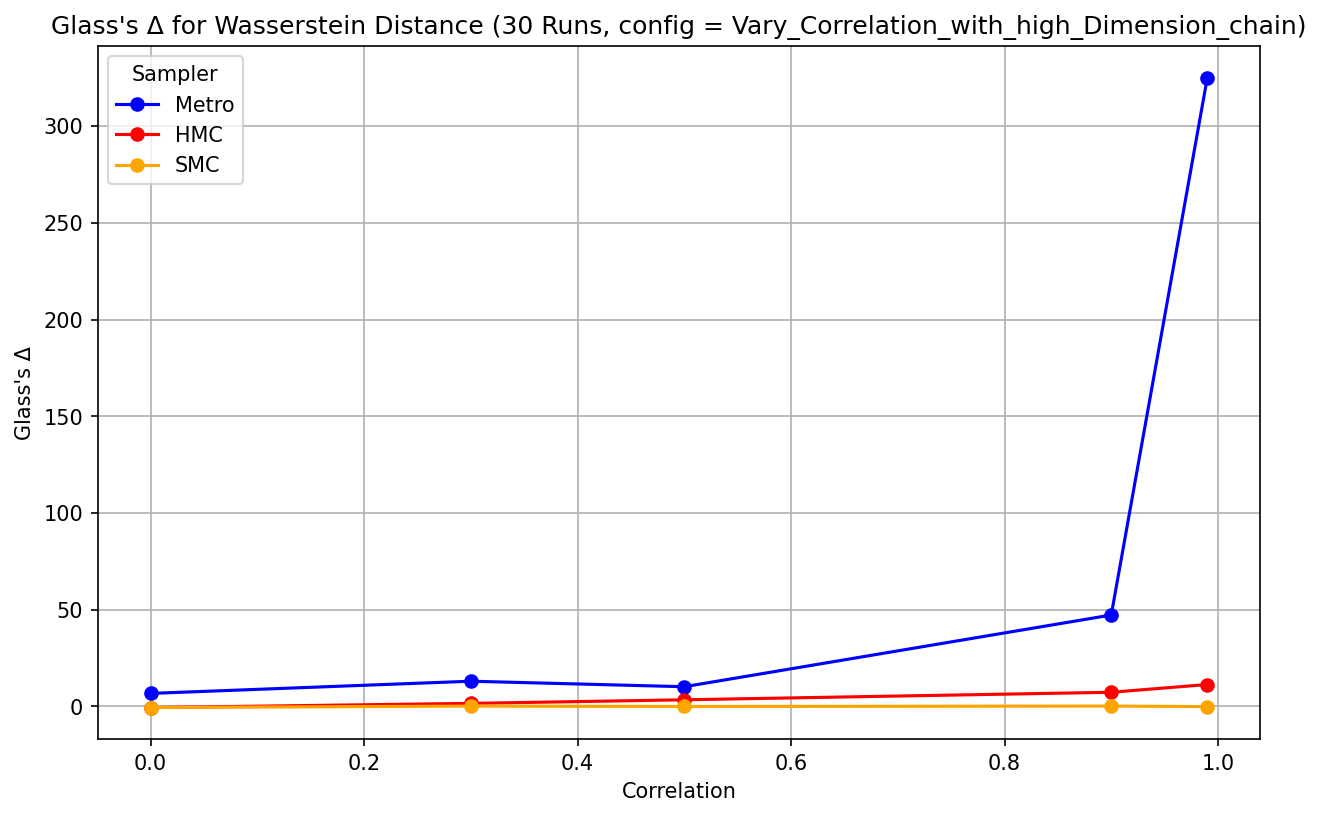 Glass's Δ for Wasserstein Distance (30 Runs, config = Vary_Correlation_with_high_Dimension_chain)
Sampler
Metro
HMC
SMC
Glass's Δ
300
250
200
150
100
50
0
0.0 0.2 0.4 0.6 0.8 1.0
Correlation